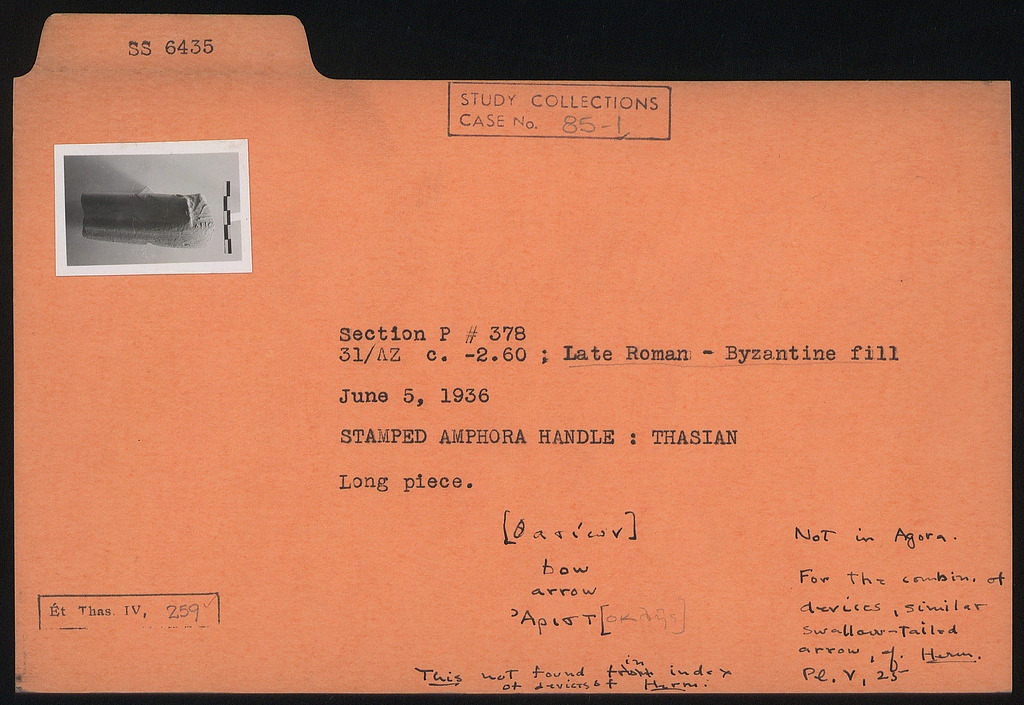 SS 6435
STUDY COLLECTIONS
CASE No. 85-1
Section P # 378
31/AZ c. -2.60 ; Late Roman - Byzantine fill
June 5, 1936
STAMPED AMPHORA HANDLE : THASIAN
Long piece.
[Θασίων]
bow
arrow
Ἀριστ[οκλῆς]
Not in Agora.
For the combin. of
devices, similar
swallow-tailed
arrow, cf. Herm.
Pl. V, 25
Ét Thas. IV, 259
This not found in index
of devices of Herm.